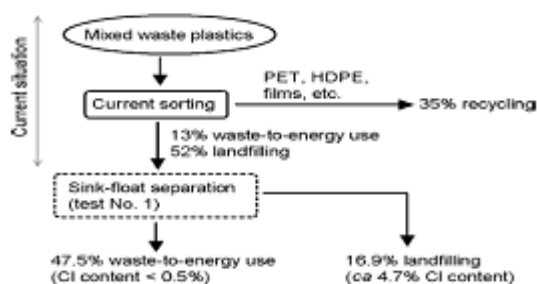 Current situation
Mixed waste plastics
Current sorting
PET, HDPE,
films, etc.
35% recycling
13% waste-to-energy use
52% landfilling
Sink-float separation
(test No. 1)
47.5% waste-to-energy use
(Cl content < 0.5%)
16.9% landfilling
(ca 4.7% Cl content)